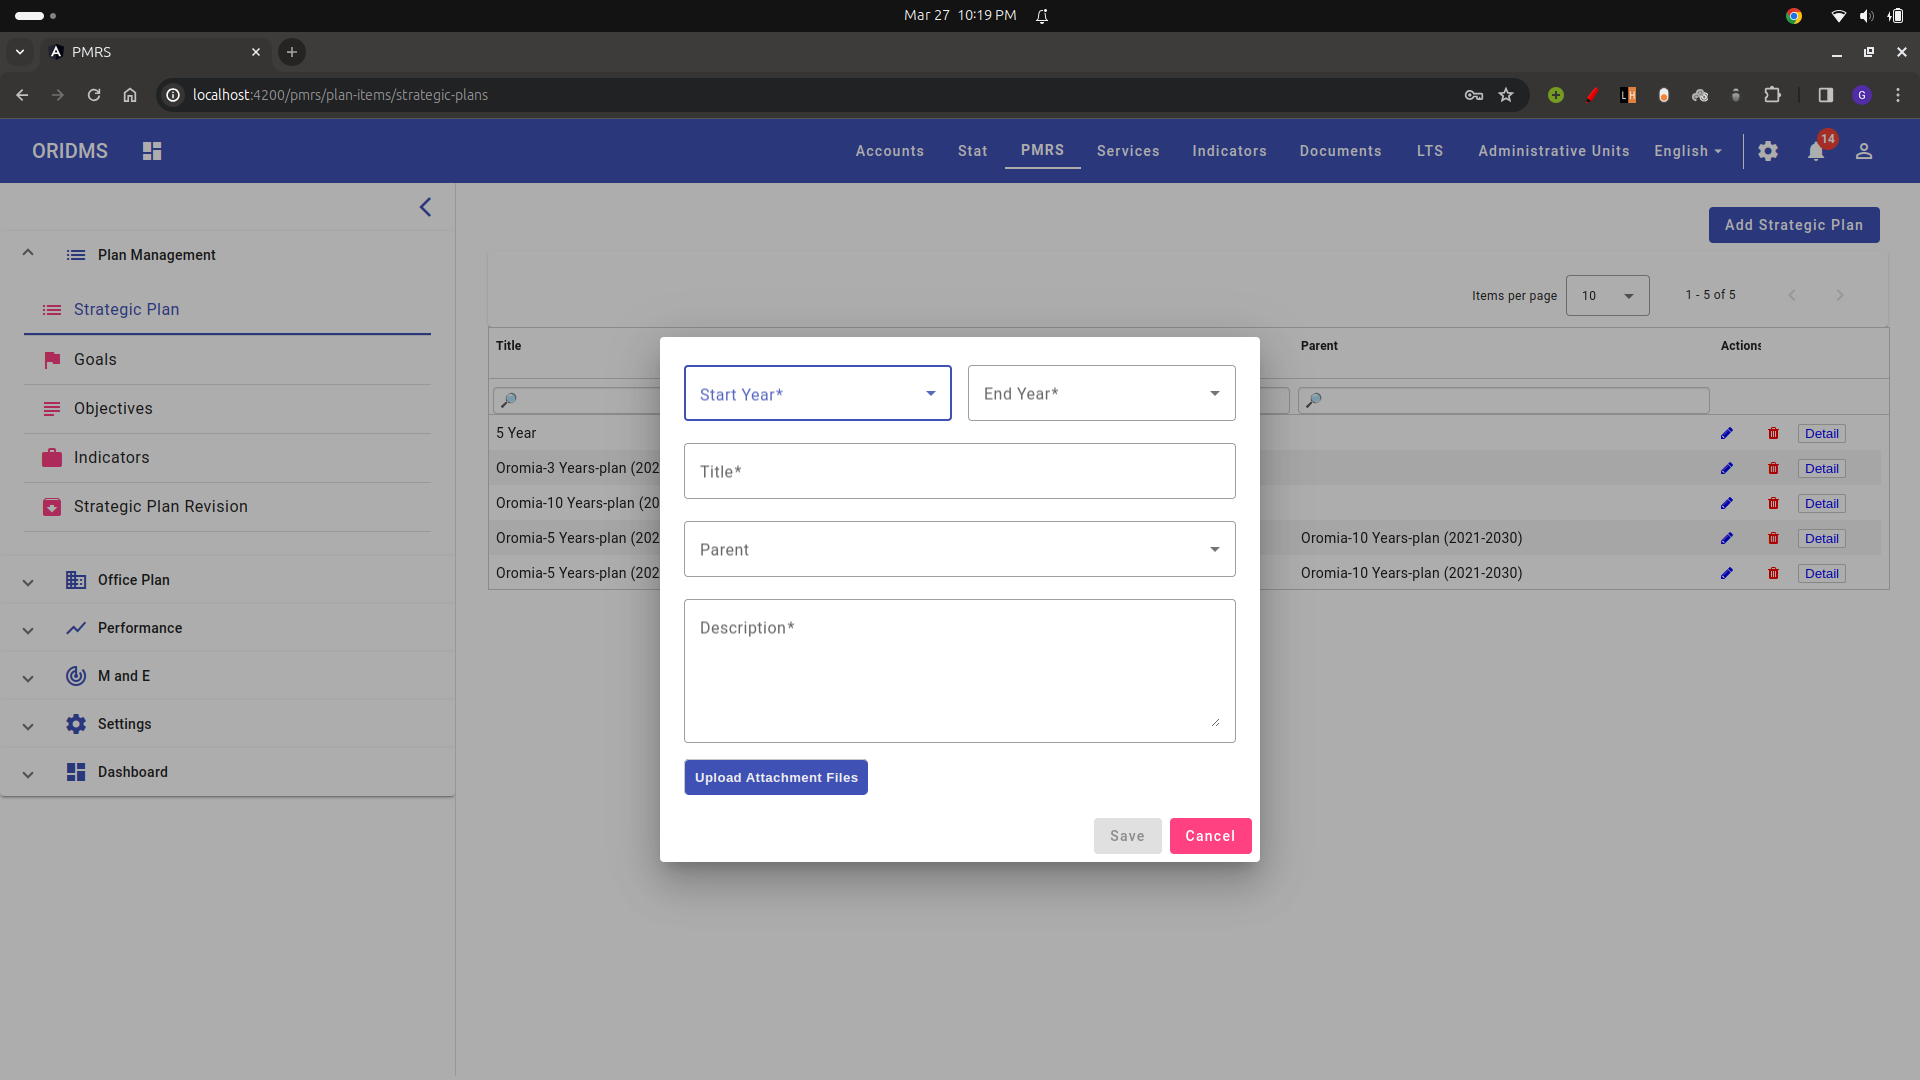 Mar 27 10:19 PM
PMRS
localhost:4200/pmrs/plan-items/strategic-plans
L H
G
ORIDMS
Accounts Stat PMRS Services Indicators Documents LTS Administrative Units English 14
Add Strategic Plan
Plan Management
Strategic Plan
Goals
Objectives
Indicators
Strategic Plan Revision
Office Plan
Performance
M and E
Settings
Dashboard
Items per page 10 1 - 5 of 5
Title Parent Actions
5 Year Detail
Oromia-3 Years-plan (202 Detail
Oromia-10 Years-plan (20 Detail
Oromia-5 Years-plan (202 Oromia-10 Years-plan (2021-2030) Detail
Oromia-5 Years-plan (202 Oromia-10 Years-plan (2021-2030) Detail
Start Year* End Year*
Title*
Parent
Description*
Upload Attachment Files
Save Cancel